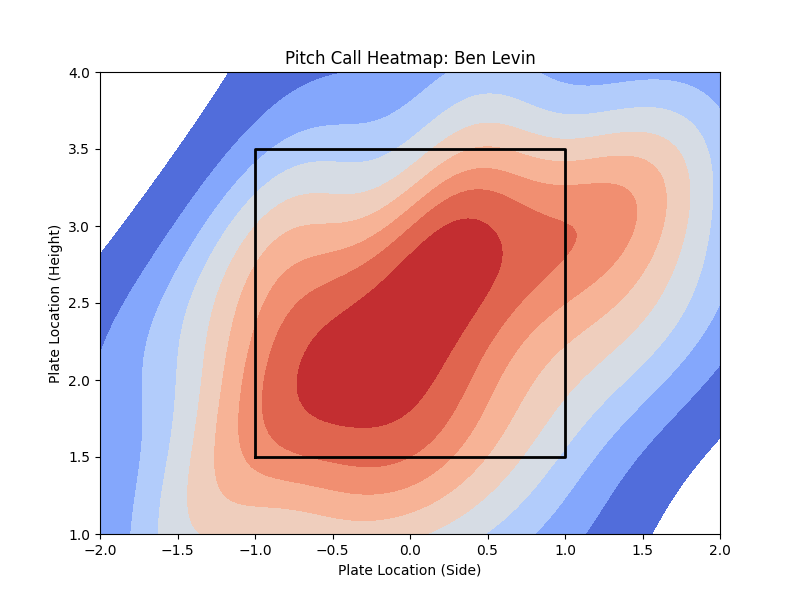 Pitch Call Heatmap: Ben Levin
4.0
3.5
3.0
2.5
2.0
1.5
1.0
Plate Location (Height)
−2.0 −1.5 −1.0 −0.5 0.0 0.5 1.0 1.5 2.0
Plate Location (Side)